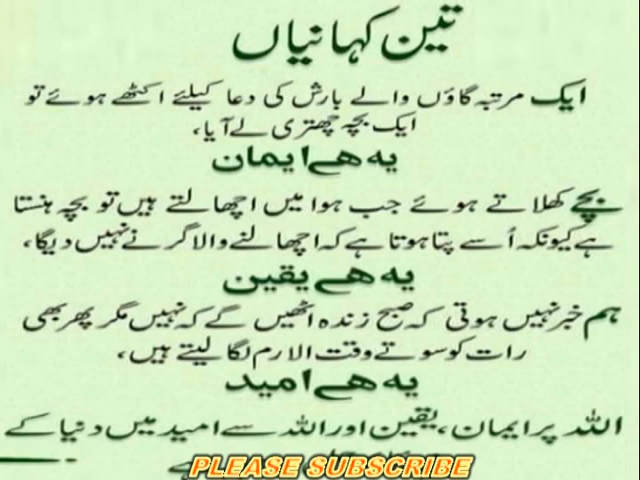 تین کہانیاں
ایک مرتبہ گاؤں والے بارش کی دعا کیلئے اکٹھے ہوئے تو
ایک بچہ چھتری لے آیا،
یہ ھے ایمان
بچے کھلاتے ہوئے جب ہوا میں اچھالتے ہیں تو بچہ ہنستا
ہے کیونکہ اُسے پتا ہوتا ہے کہ اچھالنے والا گرنے نہیں دیگا،
یہ ھے یقین
ہم خبر نہیں ہوتی کہ صبح زندہ اٹھیں گے کہ نہیں مگر پھر بھی
رات کو سوتے وقت الارم لگا لیتے ہیں،
یہ ھے امید
اللہ پر ایمان، یقین اور اللہ سے امید میں دنیا کے
ہے
PLEASE SUBSCRIBE